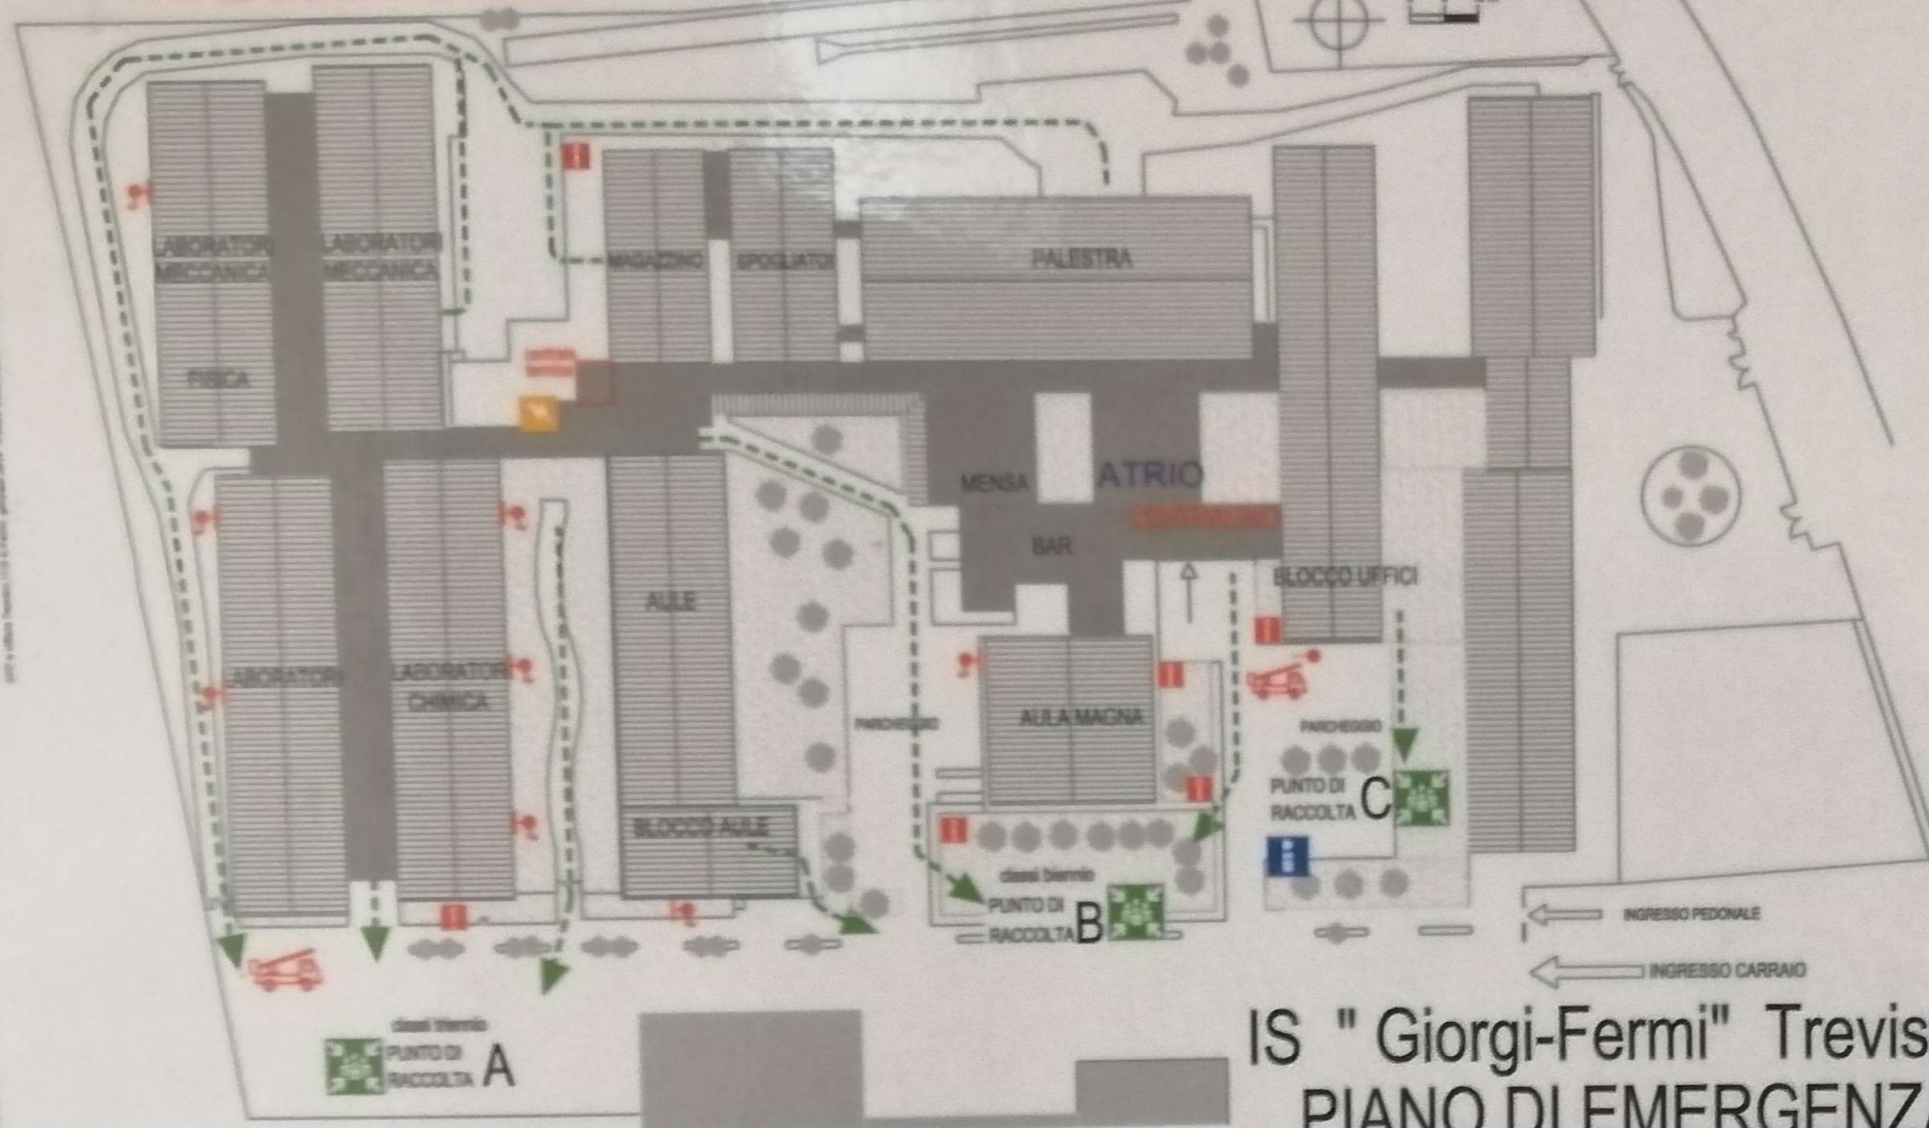 LABORATORI
MECCANICA
LABORATORI
MECCANICA
MAGAZZINO
SPOGLIATOI
PALESTRA
FISICA
MENSA
ATRIO
CENTRALINO
BAR
BLOCCO UFFICI
AULE
LABORATORI
LABORATORI
CHIMICA
PARCHEGGIO
AULA MAGNA
PARCHEGGIO
PUNTO DI
RACCOLTA C
BLOCCO AULE
classi biennio
PUNTO DI
RACCOLTA B
INGRESSO PEDONALE
INGRESSO CARRAIO
classi triennio
PUNTO DI
RACCOLTA A
IS " Giorgi-Fermi" Trevis
PIANO DI EMERGENZ